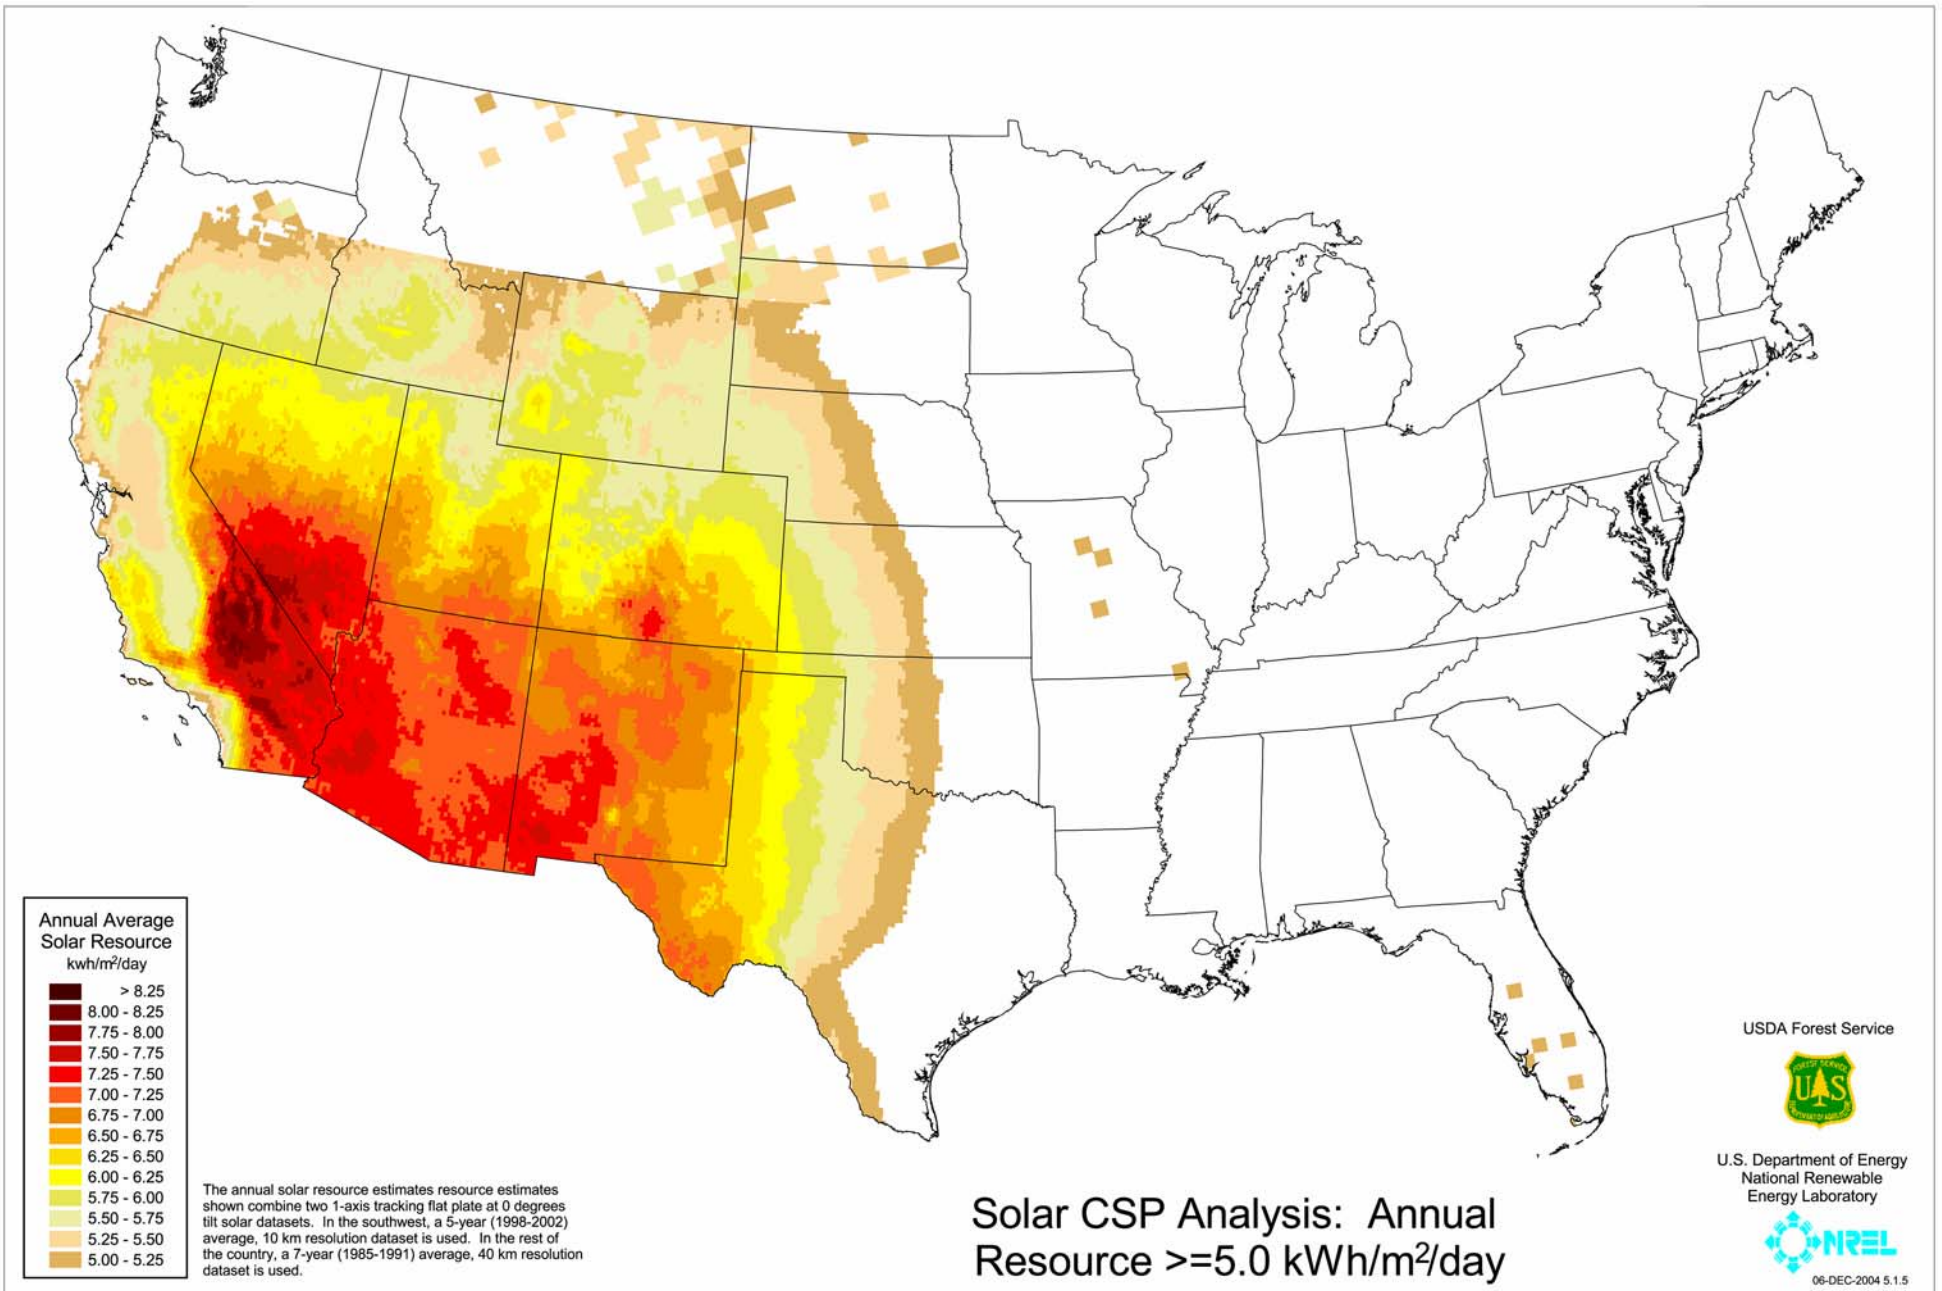 Annual Average
Solar Resource
kwh/m²/day
> 8.25
8.00 - 8.25
7.75 - 8.00
7.50 - 7.75
7.25 - 7.50
7.00 - 7.25
6.75 - 7.00
6.50 - 6.75
6.25 - 6.50
6.00 - 6.25
5.75 - 6.00
5.50 - 5.75
5.25 - 5.50
5.00 - 5.25
The annual solar resource estimates resource estimates
shown combine two 1-axis tracking flat plate at 0 degrees
tilt solar datasets. In the southwest, a 5-year (1998-2002)
average, 10 km resolution dataset is used. In the rest of
the country, a 7-year (1985-1991) average, 40 km resolution
dataset is used.
Solar CSP Analysis: Annual
Resource >=5.0 kWh/m²/day
USDA Forest Service
FOREST SERVICE
U S
DEPARTMENT OF AGRICULTURE
U.S. Department of Energy
National Renewable
Energy Laboratory
NREL
06-DEC-2004 5.1.5